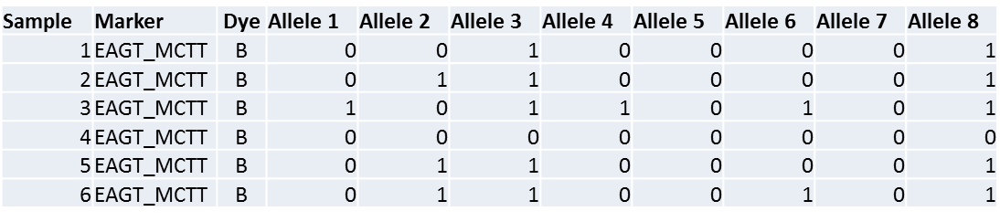 Sample Marker Dye Allele 1 Allele 2 Allele 3 Allele 4 Allele 5 Allele 6 Allele 7 Allele 8
1 EAGT_MCTT B 0 0 1 0 0 0 0 1
2 EAGT_MCTT B 0 1 1 0 0 0 0 1
3 EAGT_MCTT B 1 0 1 1 0 1 0 1
4 EAGT_MCTT B 0 0 0 0 0 0 0 0
5 EAGT_MCTT B 0 1 1 0 0 0 0 1
6 EAGT_MCTT B 0 1 1 0 0 1 0 1